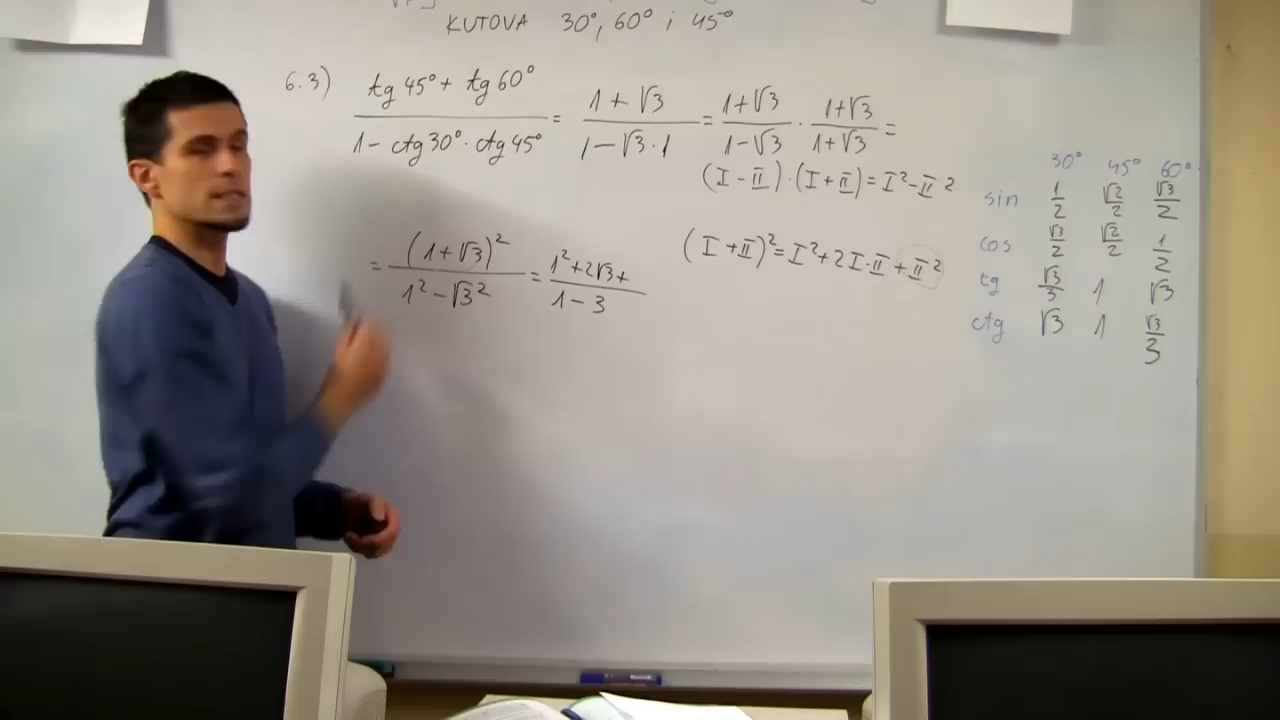 KUTOVA 30°, 60° i 45°
6.3) (tg 45° + tg 60°) / (1 - ctg 30° · ctg 45°) = (1 + √3) / (1 - √3 · 1) = (1+√3) / (1-√3) · (1+√3) / (1+√3) =
(I - II) · (I + II) = I² - II²
= (1+√3)² / (1² - √3²) = (1² + 2√3 +) / (1 - 3)
(I + II)² = I² + 2 I · II + II²
30° 45° 60°
sin 1/2 √2/2 √3/2
cos √3/2 √2/2 1/2
tg √3/3 1 √3
ctg √3 1 √3/3